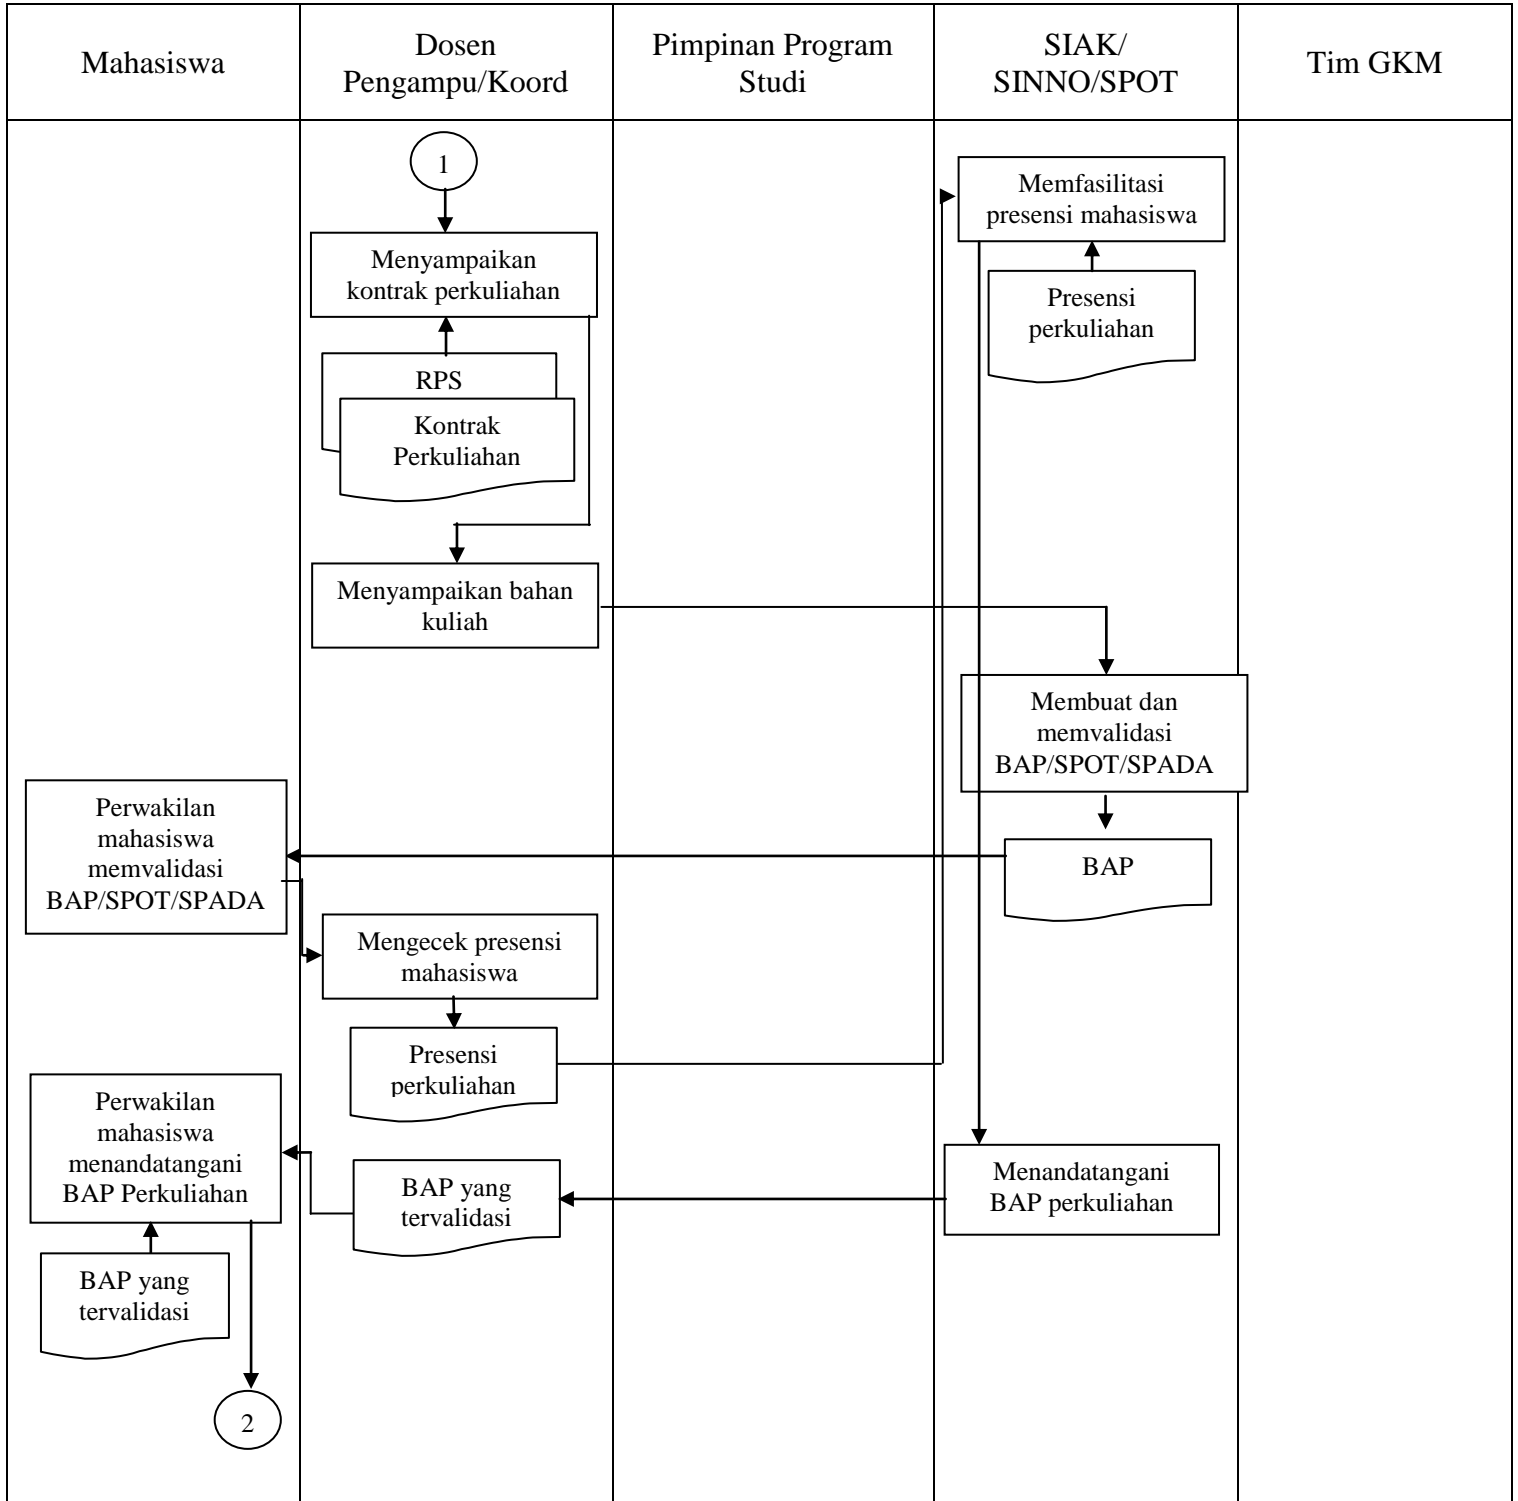 Mahasiswa
Dosen
Pengampu/Koord
Pimpinan Program
Studi
SIAK/
SINNO/SPOT
Tim GKM
1
Menyampaikan
kontrak perkuliahan
RPS
Kontrak
Perkuliahan
Menyampaikan bahan
kuliah
Memfasilitasi
presensi mahasiswa
Presensi
perkuliahan
Membuat dan
memvalidasi
BAP/SPOT/SPADA
BAP
Perwakilan
mahasiswa
memvalidasi
BAP/SPOT/SPADA
Mengecek presensi
mahasiswa
Presensi
perkuliahan
Perwakilan
mahasiswa
menandatangani
BAP Perkuliahan
BAP yang
tervalidasi
Menandatangani
BAP perkuliahan
BAP yang
tervalidasi
2